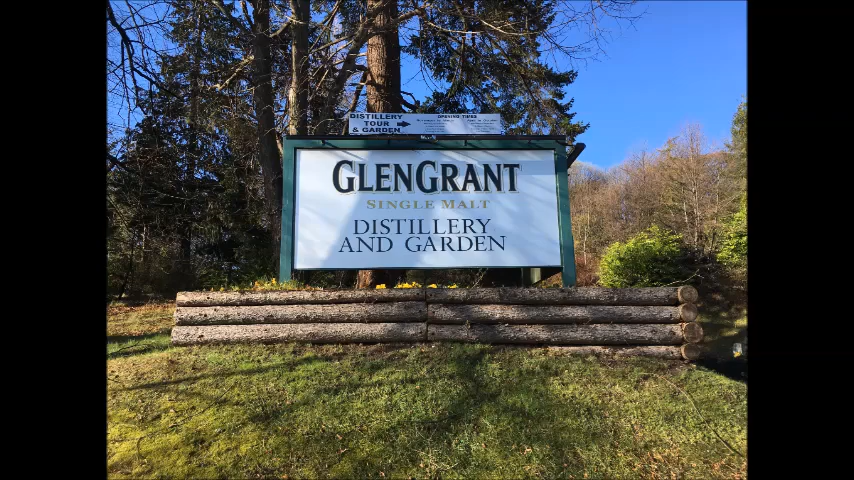 DISTILLERY
TOUR
& GARDEN
OPENING TIMES
GLENGRANT
SINGLE MALT
DISTILLERY
AND GARDEN